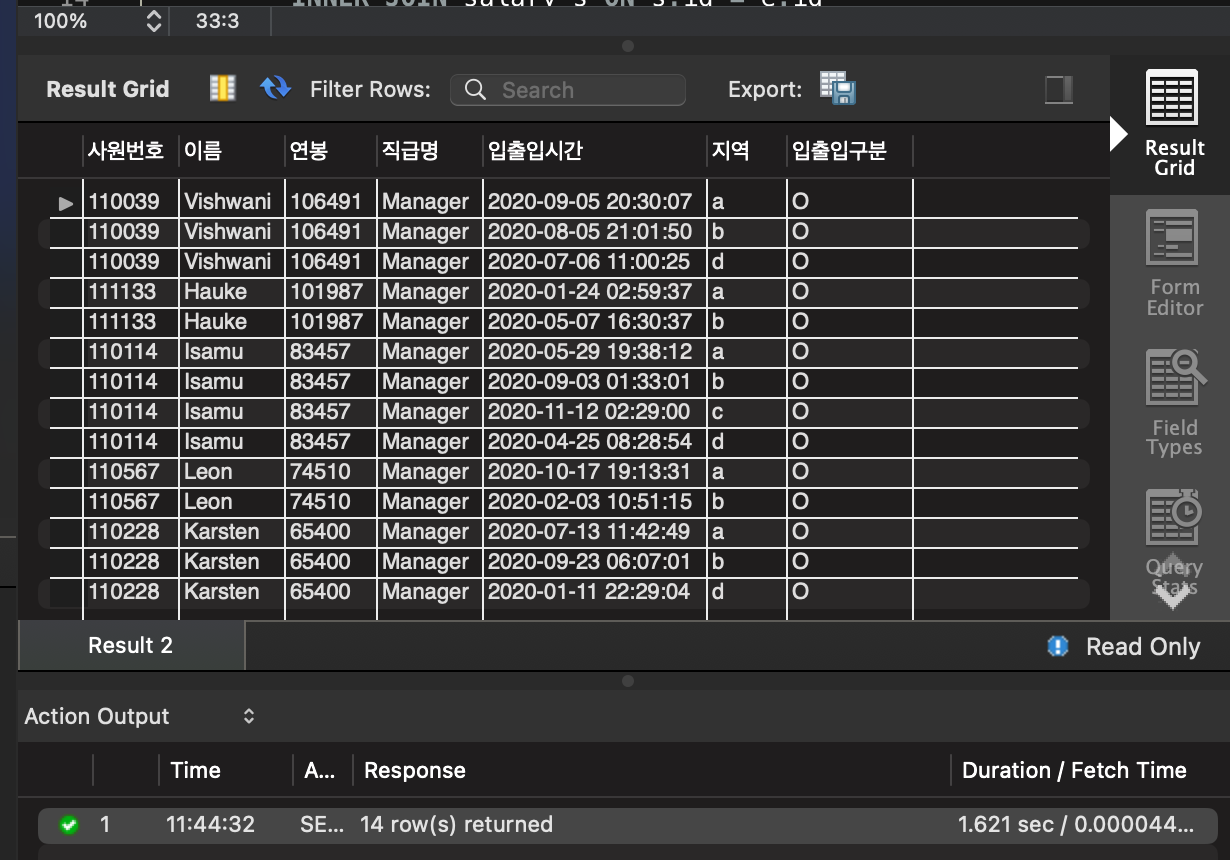 14 INNER JOIN salary s ON s.id = e.id
100% 33:3
Result Grid Filter Rows: Search Export:
사원번호 이름 연봉 직급명 입출입시간 지역 입출입구분
110039 Vishwani 106491 Manager 2020-09-05 20:30:07 a O
110039 Vishwani 106491 Manager 2020-08-05 21:01:50 b O
110039 Vishwani 106491 Manager 2020-07-06 11:00:25 d O
111133 Hauke 101987 Manager 2020-01-24 02:59:37 a O
111133 Hauke 101987 Manager 2020-05-07 16:30:37 b O
110114 Isamu 83457 Manager 2020-05-29 19:38:12 a O
110114 Isamu 83457 Manager 2020-09-03 01:33:01 b O
110114 Isamu 83457 Manager 2020-11-12 02:29:00 c O
110114 Isamu 83457 Manager 2020-04-25 08:28:54 d O
110567 Leon 74510 Manager 2020-10-17 19:13:31 a O
110567 Leon 74510 Manager 2020-02-03 10:51:15 b O
110228 Karsten 65400 Manager 2020-07-13 11:42:49 a O
110228 Karsten 65400 Manager 2020-09-23 06:07:01 b O
110228 Karsten 65400 Manager 2020-01-11 22:29:04 d O
Result
Grid
Form
Editor
Field
Types
Query
Stats
Result 2 Read Only
Action Output
Time A... Response Duration / Fetch Time
1 11:44:32 SE... 14 row(s) returned 1.621 sec / 0.000044...